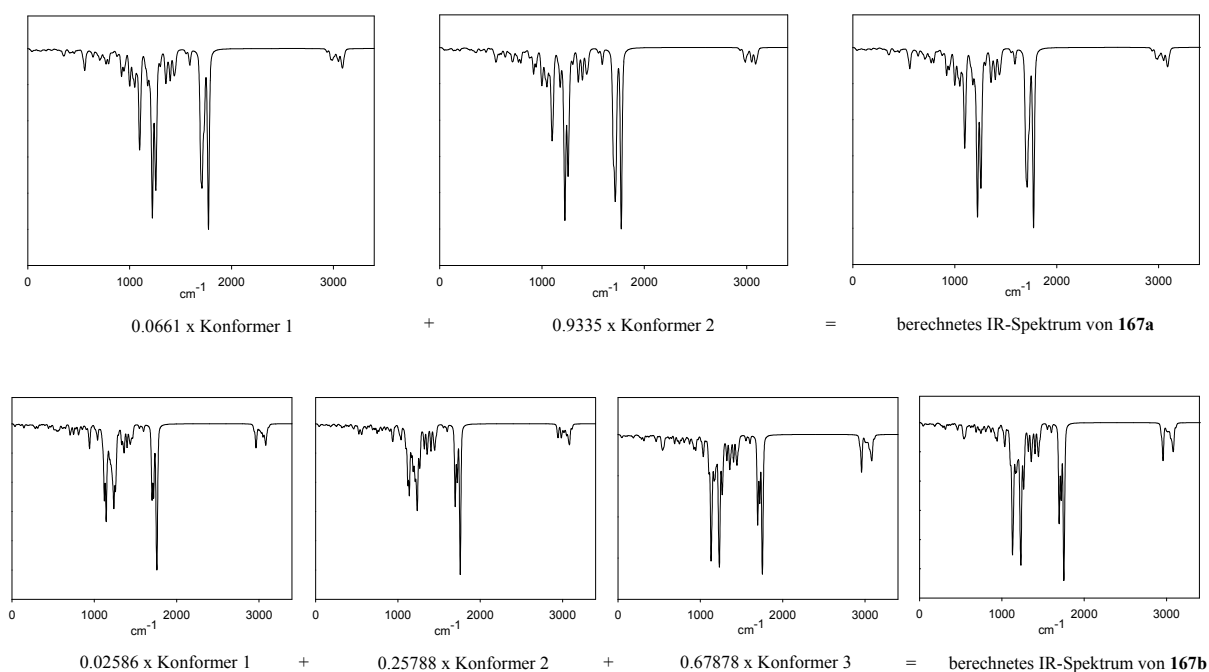 0 1000 2000 3000
cm-1
0 1000 2000 3000
cm-1
0 1000 2000 3000
cm-1
0.0661 x Konformer 1 + 0.9335 x Konformer 2 = berechnetes IR-Spektrum von 167a
0 1000 2000 3000
cm-1
0 1000 2000 3000
cm-1
0 1000 2000 3000
cm-1
0 1000 2000 3000
cm-1
0.02586 x Konformer 1 + 0.25788 x Konformer 2 + 0.67878 x Konformer 3 = berechnetes IR-Spektrum von 167b